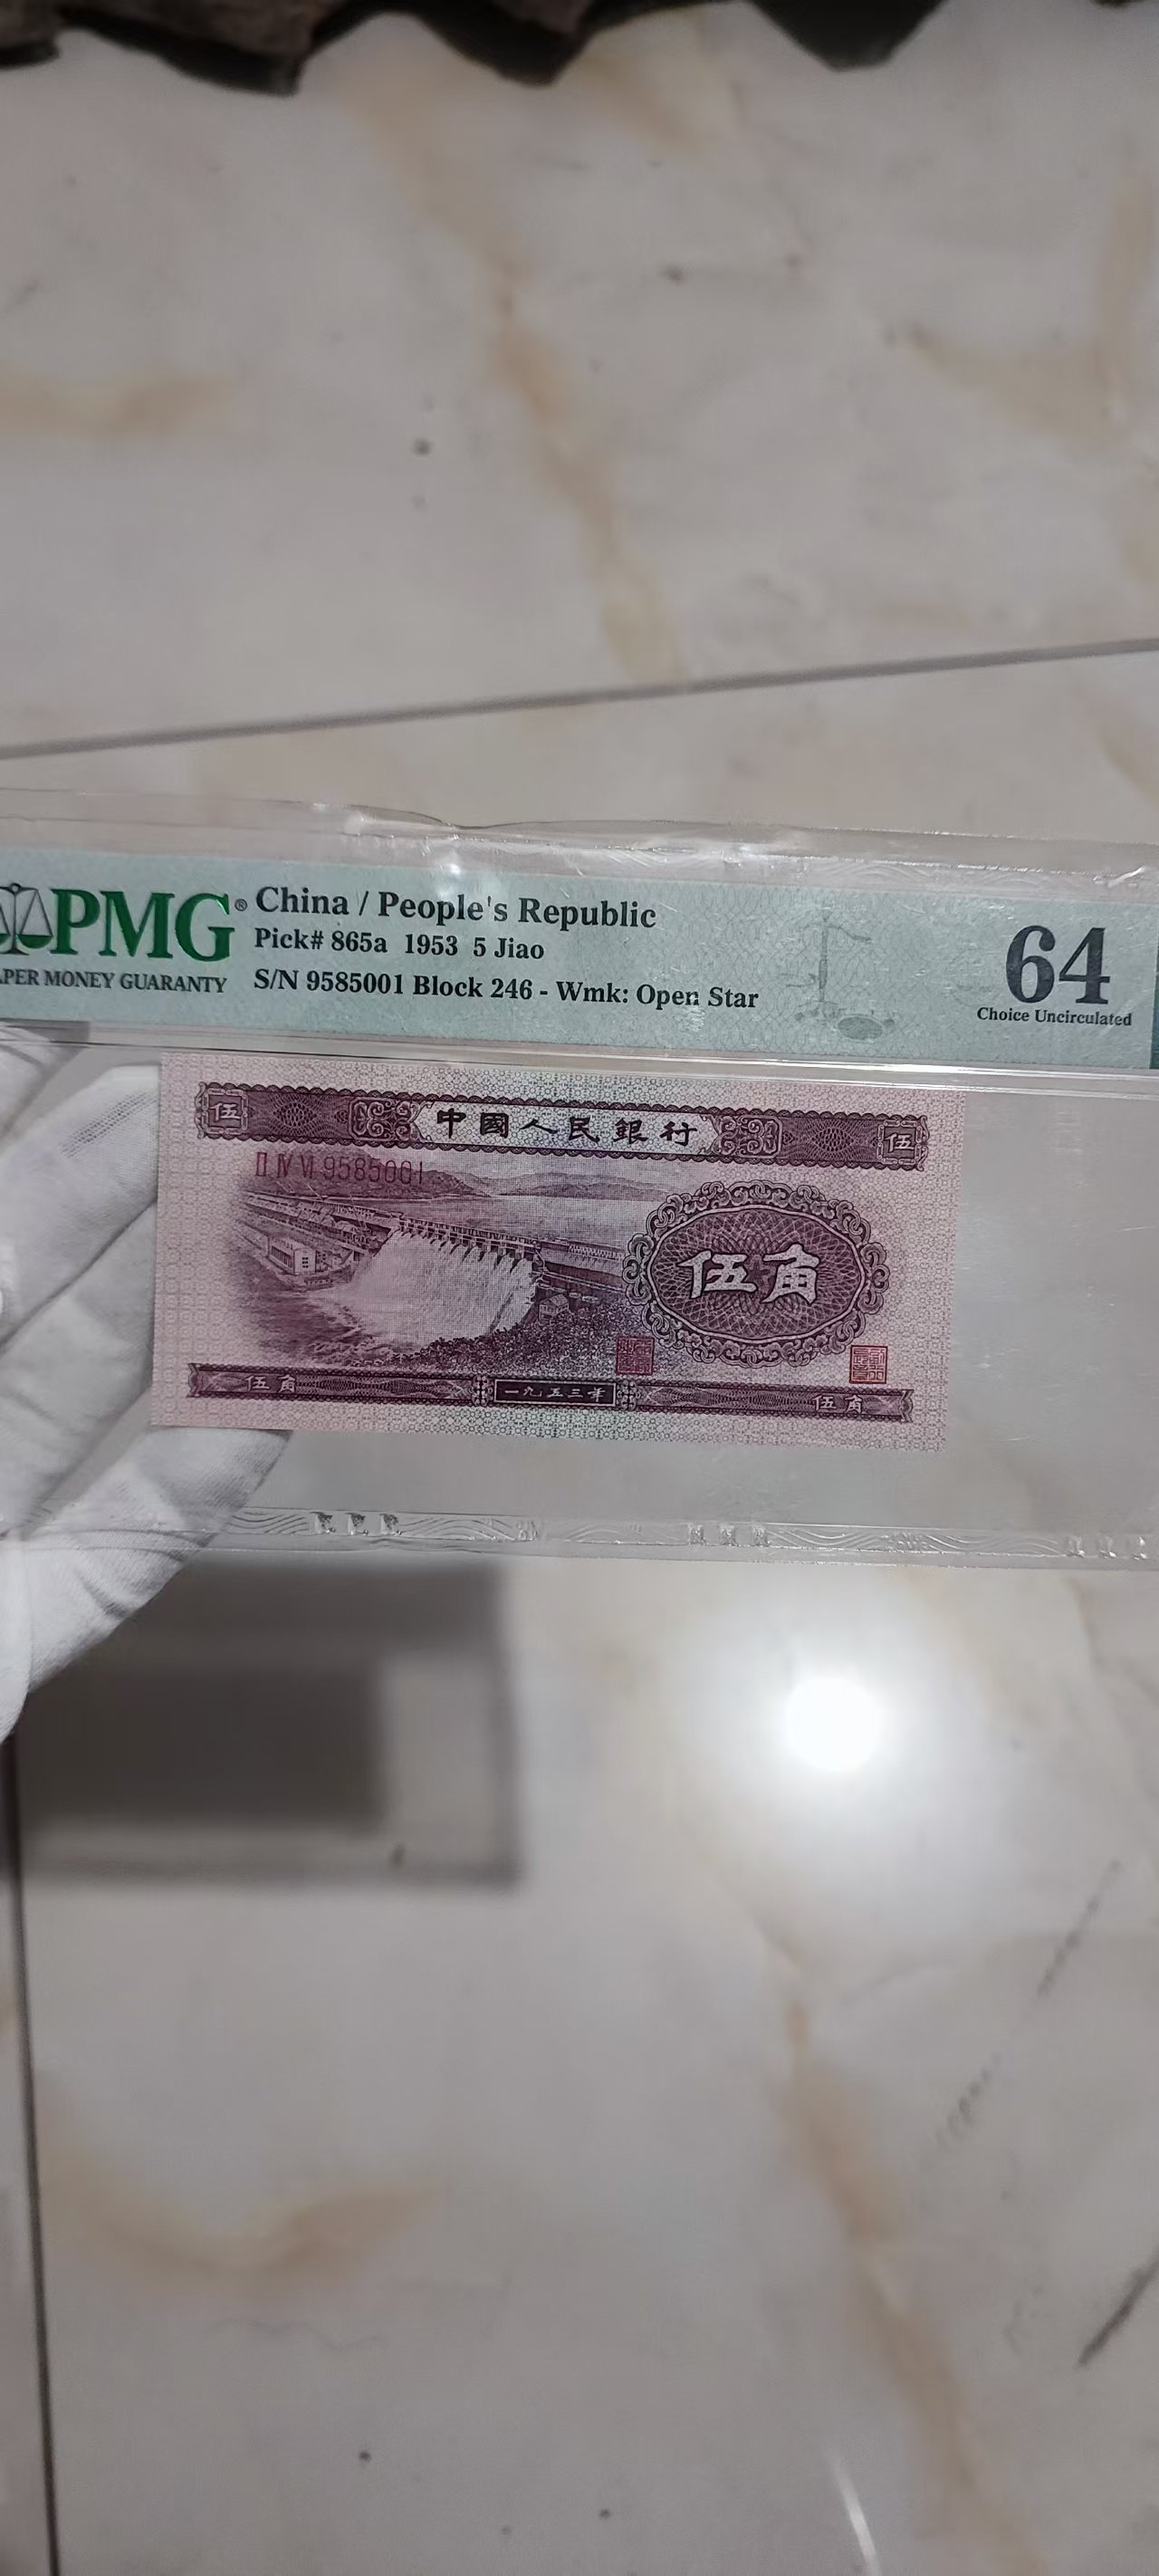 PMG® China / People's Republic
Pick# 865a 1953 5 Jiao
64
PER MONEY GUARANTY S/N 9585001 Block 246 - Wmk: Open Star
Choice Uncirculated
伍 中國人民銀行 伍
II IV VI 9585001
伍角
伍角 一九五三年 伍角